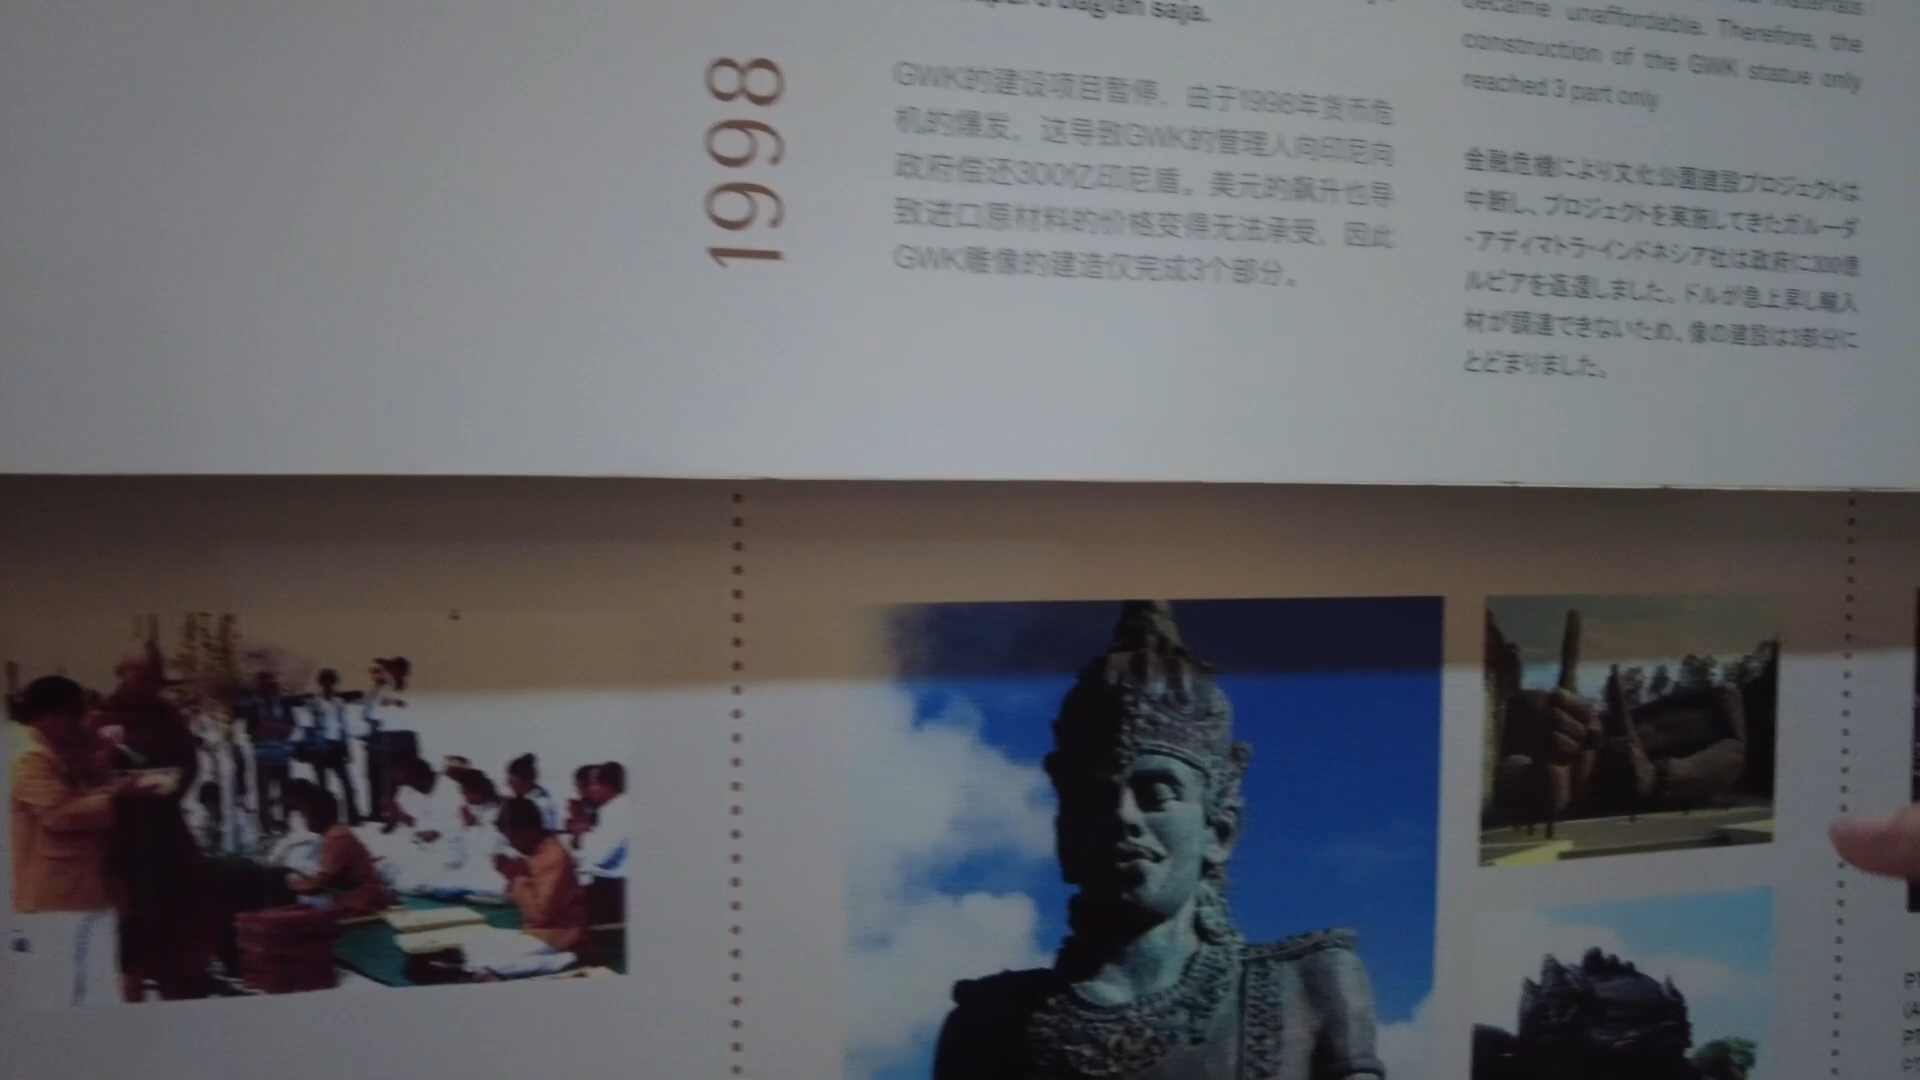 bagian saja.
1998
GWK的建设项目暂停。由于1998年货币危
机的爆发。这导致GWK的管理人向印尼向
政府偿还300亿印尼盾。美元的飙升也导
致进口原材料的价格变得无法承受，因此
GWK雕像的建造仅完成3个部分。
materials
became unaffordable. Therefore, the
construction of the GWK statue only
reached 3 part only
金融危機により文化公園建設プロジェクトは
中断し、プロジェクトを実施してきたガルーダ
・アディマトラ・インドネシア社は政府に300億
ルピアを返還しました。ドルが急上昇し輸入
材が調達できないため、像の建設は3部分に
とどまりました。